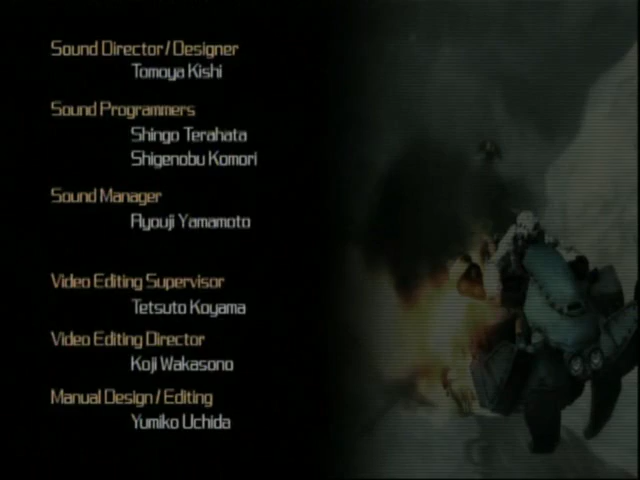 Sound Director / Designer
Tomoya Kishi
Sound Programmers
Shingo Terahata
Shigenobu Komori
Sound Manager
Ryouji Yamamoto
Video Editing Supervisor
Tetsuto Koyama
Video Editing Director
Koji Wakasono
Manual Design / Editing
Yumiko Uchida